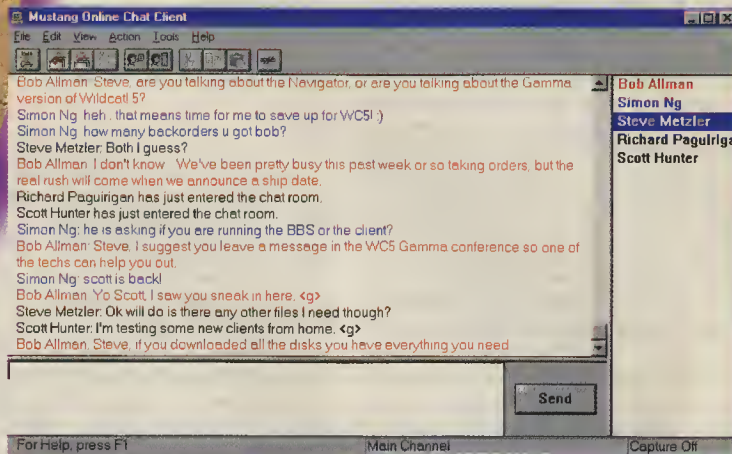 Mustang Online Chat Client
File Edit View Action Tools Help
Bob Allman: Steve, are you talking about the Navigator, or are you talking about the Gamma
version of Wildcat! 5?
Simon Ng: heh.. that means time for me to save up for WC5! :)
Simon Ng: how many backorders u got bob?
Steve Metzler: Both I guess?
Bob Allman: I don't know. We've been pretty busy this past week or so taking orders, but the
real rush will come when we announce a ship date.
Richard Paguirigan has just entered the chat room.
Scott Hunter has just entered the chat room.
Simon Ng: he is asking if you are running the BBS or the client?
Bob Allman: Steve, I suggest you leave a message in the WC5 Gamma conference so one of
the techs can help you out.
Simon Ng: scott is back!
Bob Allman: Yo Scott, I saw you sneak in here. <g>
Steve Metzler: Ok will do is there any other files I need though?
Scott Hunter: I'm testing some new clients from home. <g>
Bob Allman: Steve, if you downloaded all the disks you have everything you need
Bob Allman
Simon Ng
Steve Metzler
Richard Paguiriga
Scott Hunter
Send
For Help, press F1
Main Channel
Capture Off